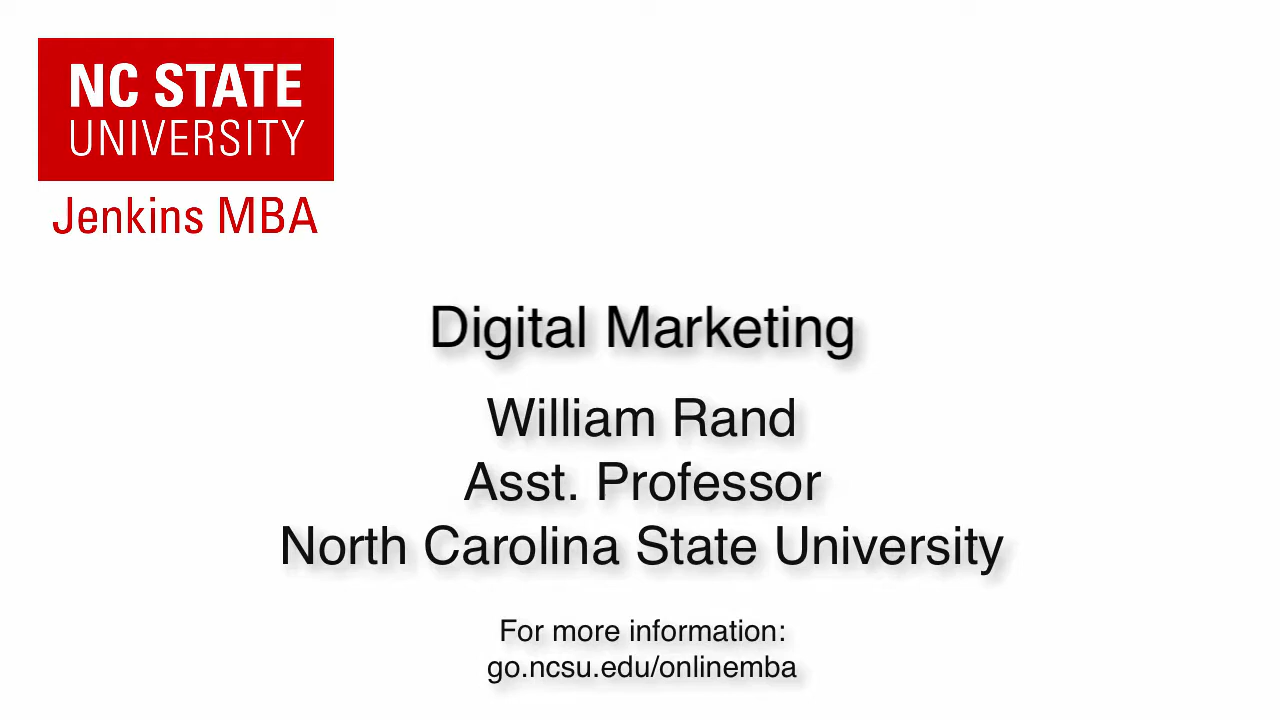 NC STATE
UNIVERSITY
Jenkins MBA
Digital Marketing
William Rand
Asst. Professor
North Carolina State University
For more information:
go.ncsu.edu/onlinemba